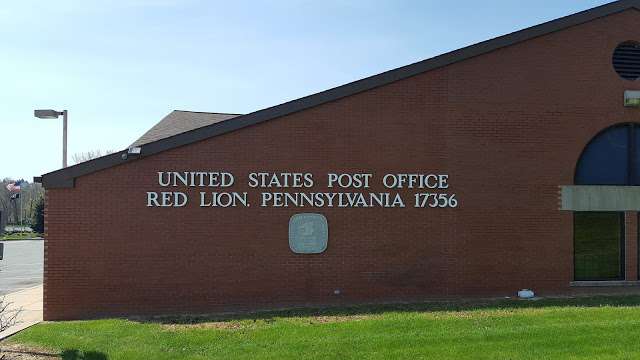 UNITED STATES POST OFFICE
RED LION, PENNSYLVANIA 17356